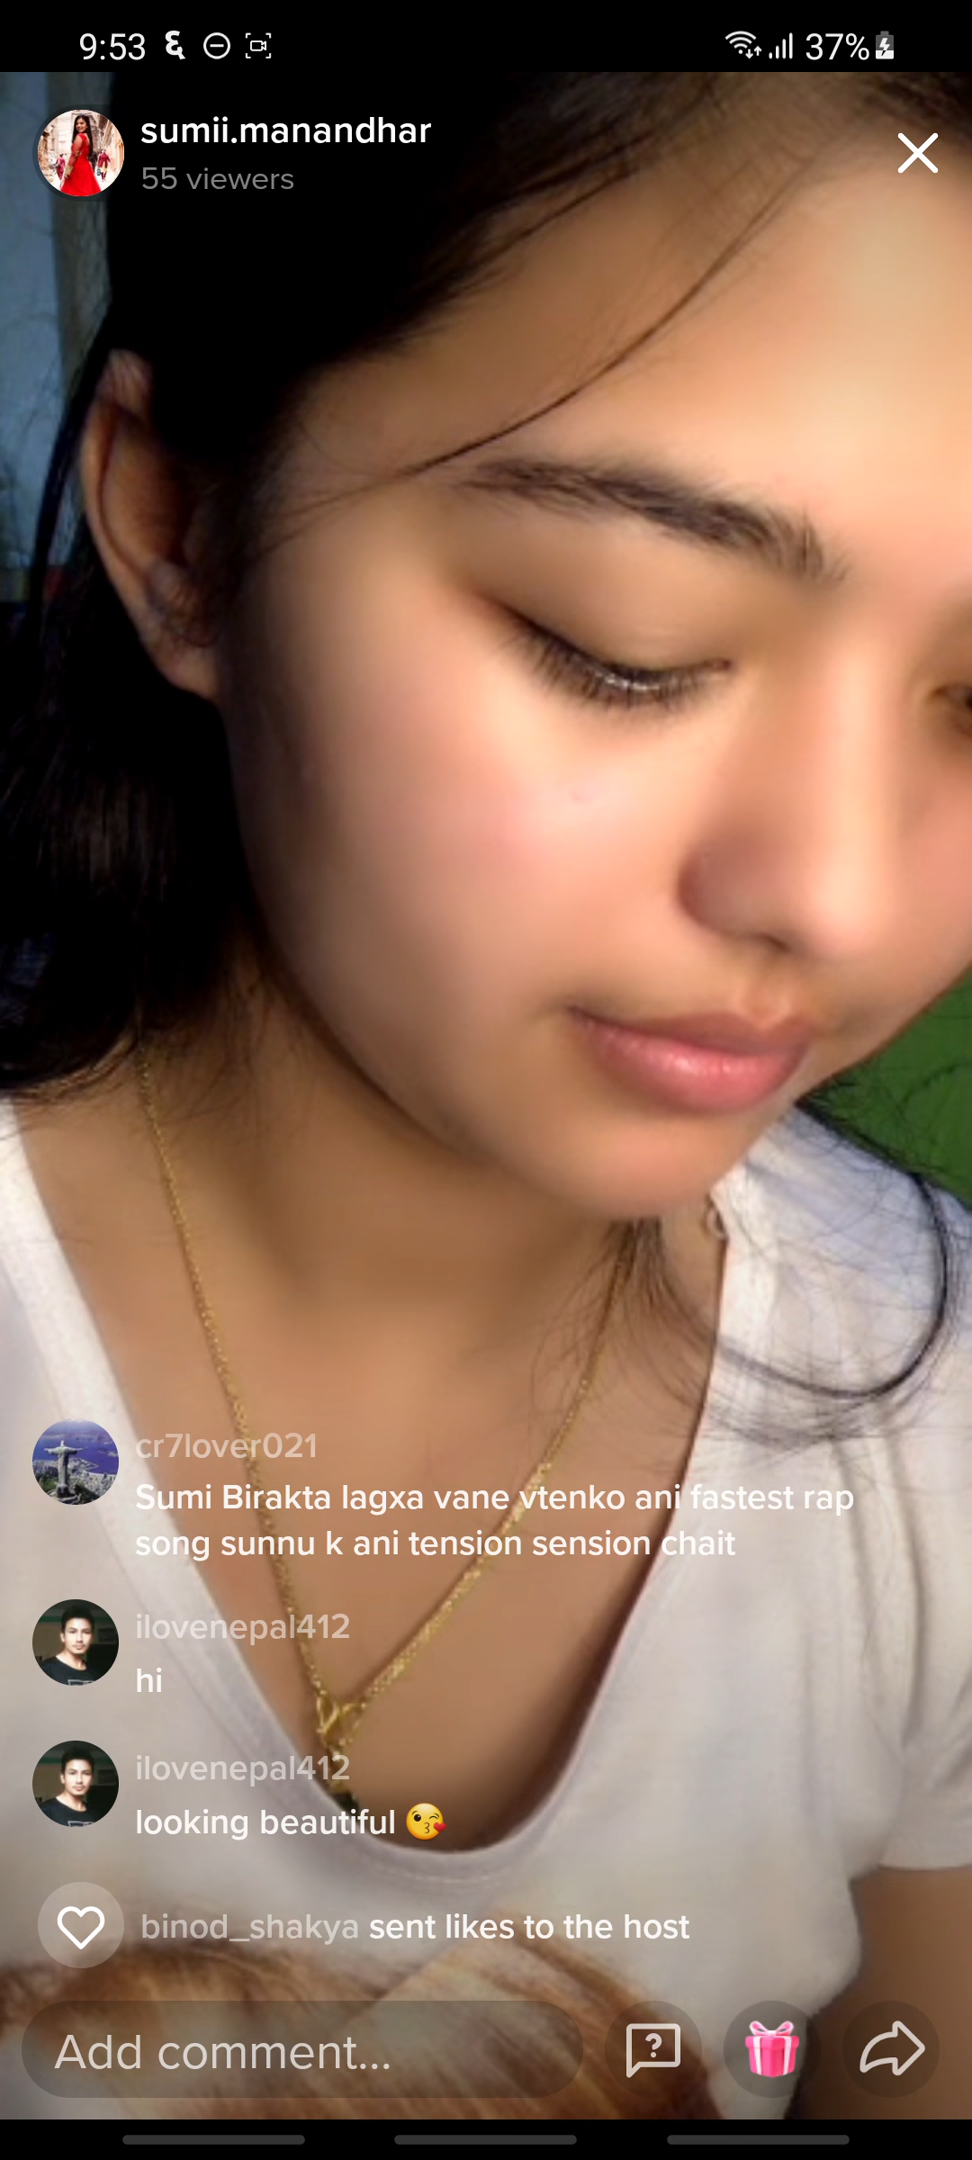 9:53
37%
sumii.manandhar
55 viewers
cr7lover021
Sumi Birakta lagxa vane vtenko ani fastest rap
song sunnu k ani tension sension chait
ilovenepal412
hi
ilovenepal412
looking beautiful 😘
binod_shakya sent likes to the host
Add comment...